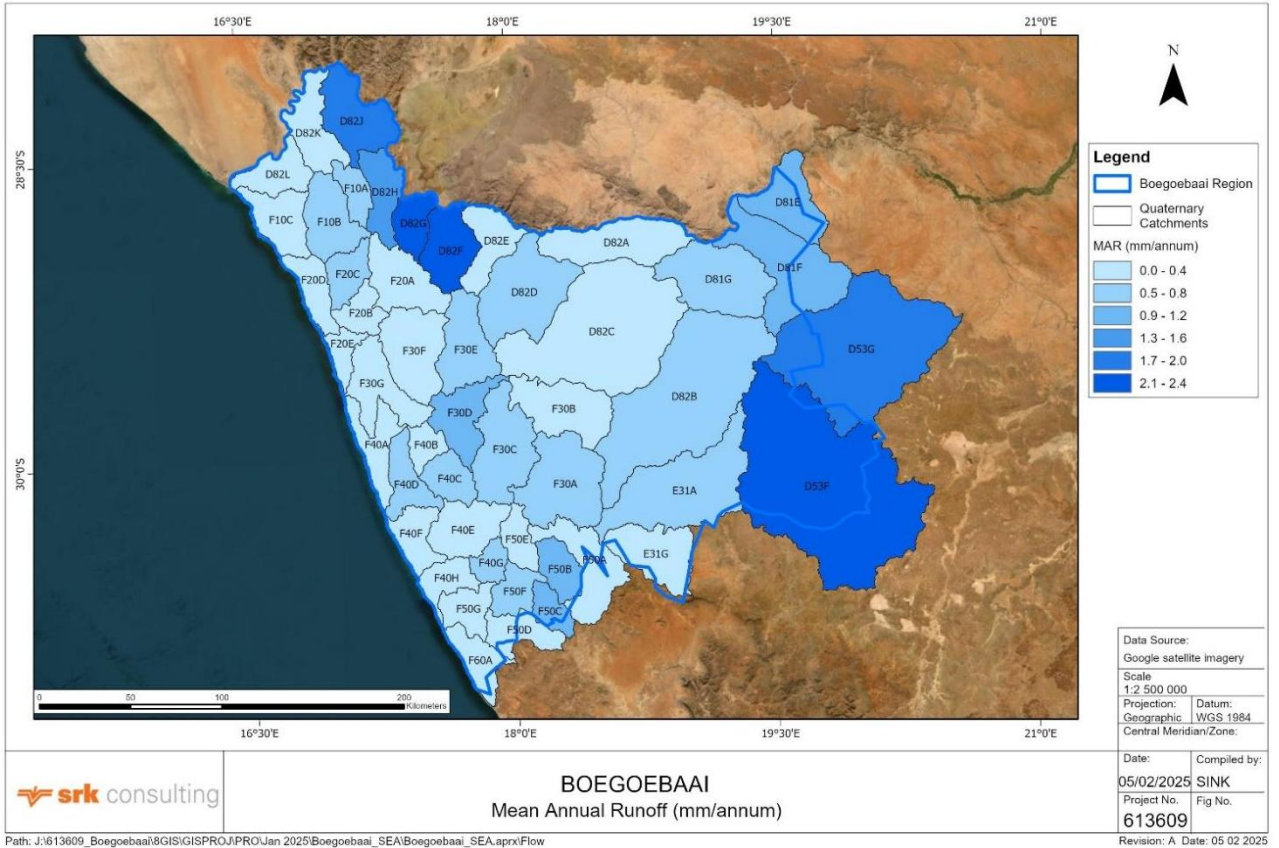 16°30'E
18°0'E
19°30'E
21°0'E
N
28°30'S
30°0'S
D82K
D82J
D82L
F10A
D82H
F10C
F10B
D82G
D82F
D82E
D82A
D81E
D81F
D81G
F20D
F20C
F20A
D82D
F20B
D82C
F20E
F30F
F30E
D53G
F30G
D82B
F30D
F30B
F40A
F40B
F30C
F40D
F40C
F30A
E31A
D53F
F40F
F40E
F50E
F50A
E31G
F40G
F50B
F40H
F50F
F50G
F50C
F50D
F60A
Legend
Boegoebaai Region
Quaternary
Catchments
MAR (mm/annum)
0.0 - 0.4
0.5 - 0.8
0.9 - 1.2
1.3 - 1.6
1.7 - 2.0
2.1 - 2.4
0 50 100 200
Kilometers
16°30'E
18°0'E
19°30'E
21°0'E
Data Source:
Google satellite imagery
Scale
1:2 500 000
Projection:
Geographic
Datum:
WGS 1984
Central Meridian/Zone:
Date:
05/02/2025
Compiled by:
SINK
Project No.
613609
Fig No.
srk consulting
BOEGOEBAAI
Mean Annual Runoff (mm/annum)
Path: J:\613609_Boegoebaai\8GIS\GISPROJ\PRO\Jan 2025\Boegoebaai_SEA\Boegoebaai_SEA.aprx\Flow
Revision: A Date: 05 02 2025